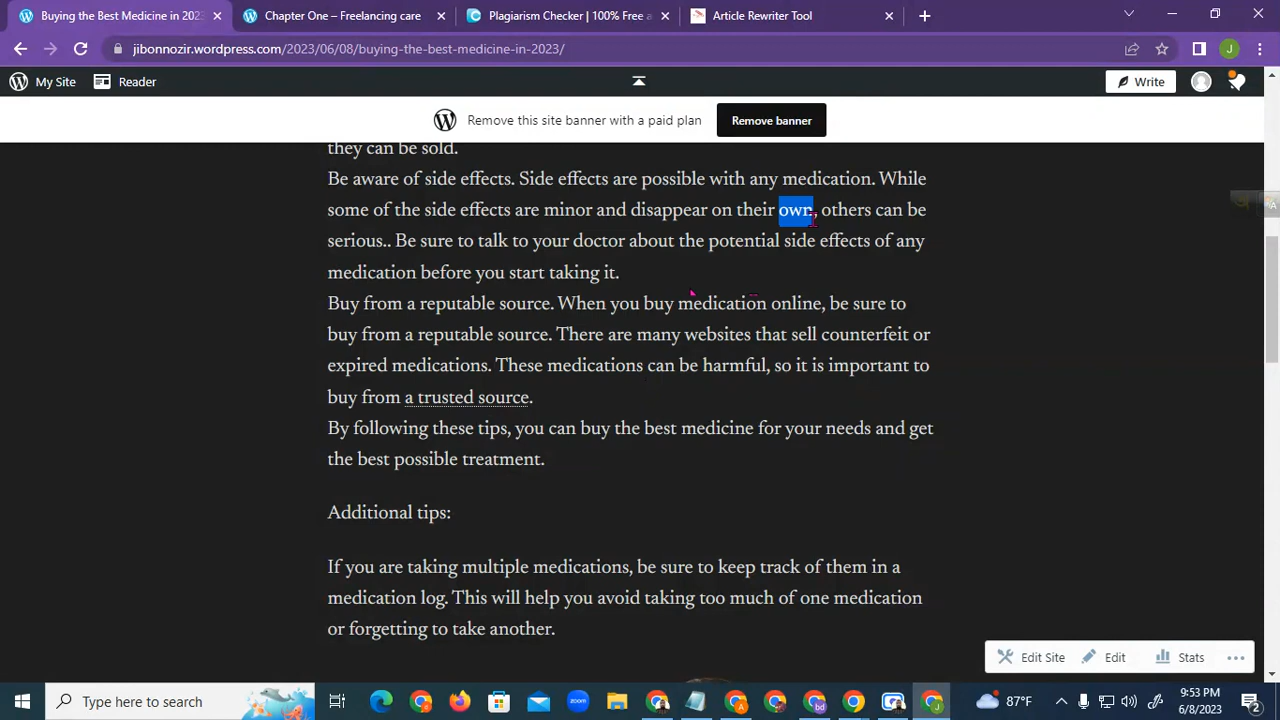 Buying the Best Medicine in 2023
Chapter One – Freelancing care
Plagiarism Checker | 100% Free a
Article Rewriter Tool
jibonnozir.wordpress.com/2023/06/08/buying-the-best-medicine-in-2023/
J
My Site
Reader
Write
Remove this site banner with a paid plan
Remove banner
they can be sold.
Be aware of side effects. Side effects are possible with any medication. While
some of the side effects are minor and disappear on their own, others can be
serious.. Be sure to talk to your doctor about the potential side effects of any
medication before you start taking it.
Buy from a reputable source. When you buy medication online, be sure to
buy from a reputable source. There are many websites that sell counterfeit or
expired medications. These medications can be harmful, so it is important to
buy from a trusted source.
By following these tips, you can buy the best medicine for your needs and get
the best possible treatment.
Additional tips:
If you are taking multiple medications, be sure to keep track of them in a
medication log. This will help you avoid taking too much of one medication
or forgetting to take another.
Edit Site
Edit
Stats
Type here to search
zoom
87°F
9:53 PM
6/8/2023
2